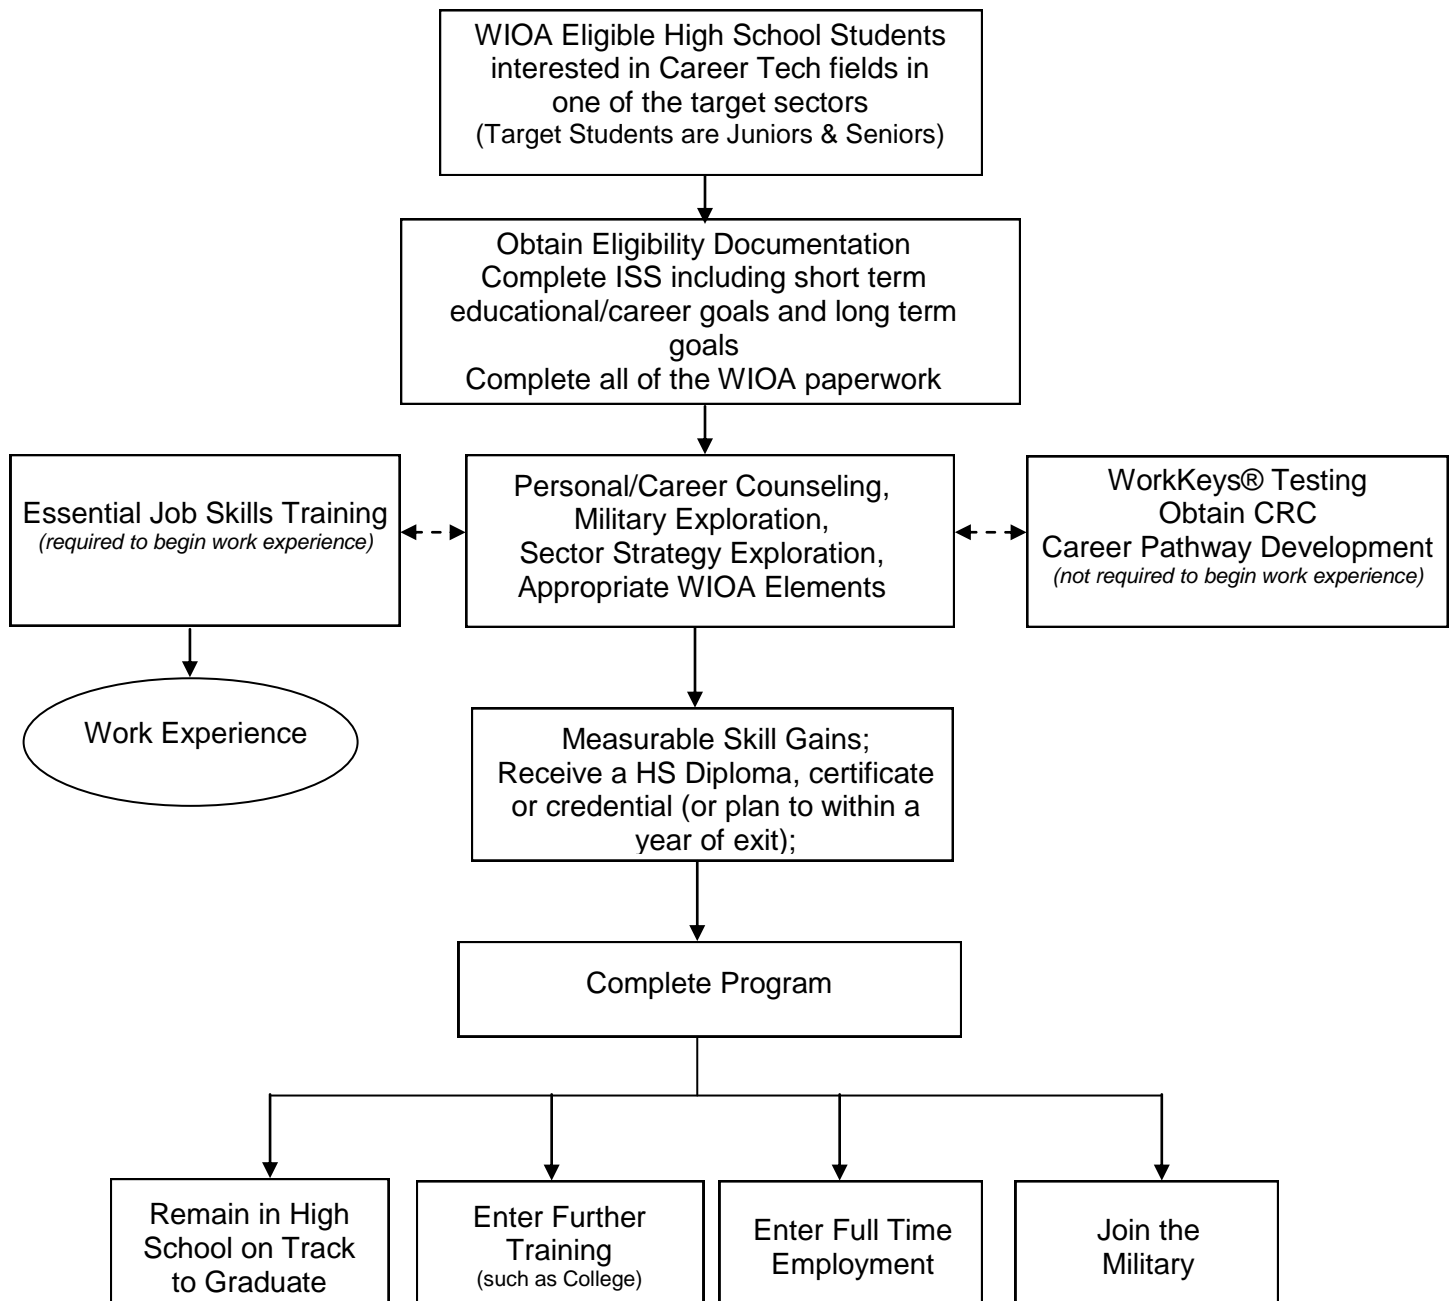 WIOA Eligible High School Students
interested in Career Tech fields in
one of the target sectors
(Target Students are Juniors & Seniors)
Obtain Eligibility Documentation
Complete ISS including short term
educational/career goals and long term
goals
Complete all of the WIOA paperwork
Essential Job Skills Training
(required to begin work experience)
Personal/Career Counseling,
Military Exploration,
Sector Strategy Exploration,
Appropriate WIOA Elements
WorkKeys® Testing
Obtain CRC
Career Pathway Development
(not required to begin work experience)
Work Experience
Measurable Skill Gains;
Receive a HS Diploma, certificate
or credential (or plan to within a
year of exit);
Complete Program
Remain in High
School on Track
to Graduate
Enter Further
Training
(such as College)
Enter Full Time
Employment
Join the
Military